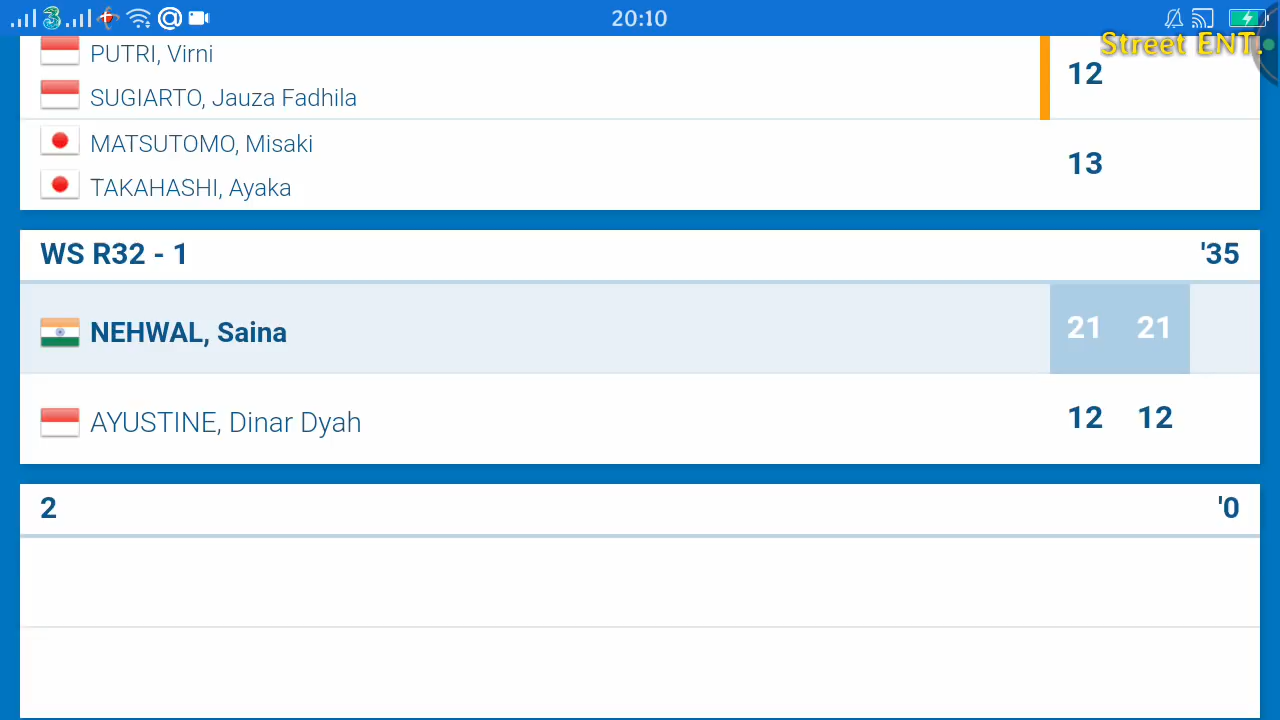 20:10
Street ENT.
PUTRI, Virni
SUGIARTO, Jauza Fadhila
12
MATSUTOMO, Misaki
TAKAHASHI, Ayaka
13
WS R32 - 1 '35
NEHWAL, Saina 21 21
AYUSTINE, Dinar Dyah 12 12
2 '0